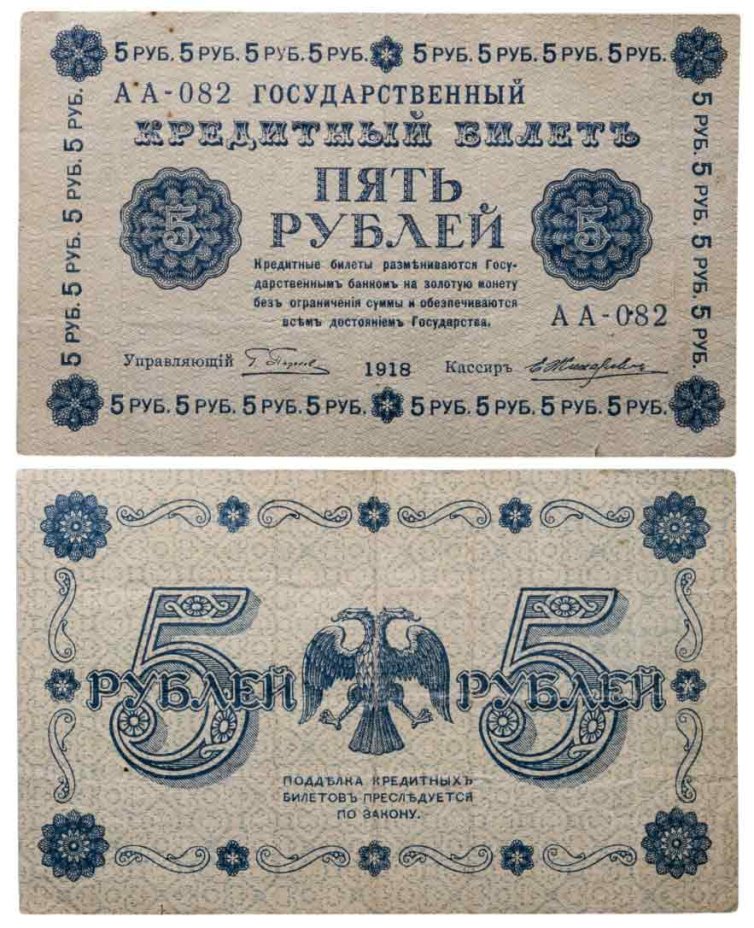 5 РУБ. 5 РУБ. 5 РУБ. 5 РУБ. 5 РУБ. 5 РУБ. 5 РУБ. 5 РУБ.
АА-082 ГОСУДАРСТВЕННЫЙ
КРЕДИТНЫЙ БИЛЕТЪ
ПЯТЬ
РУБЛЕЙ
5
5
Кредитные билеты размѣниваются Госу-
дарственнымъ банкомъ на золотую монету
безъ ограниченія суммы и обезпечиваются
всѣмъ достояніемъ Государства.
АА-082
Управляющій
1918
Кассиръ
5 РУБ. 5 РУБ. 5 РУБ. 5 РУБ. 5 РУБ. 5 РУБ. 5 РУБ. 5 РУБ.
5 РУБ. 5 РУБ. 5 РУБ. 5 РУБ.
5 РУБ. 5 РУБ. 5 РУБ. 5 РУБ.
5 РУБЛЕЙ
5 РУБЛЕЙ
ПОДДѢЛКА КРЕДИТНЫХЪ
БИЛЕТОВЪ ПРЕСЛѢДУЕТСЯ
ПО ЗАКОНУ.